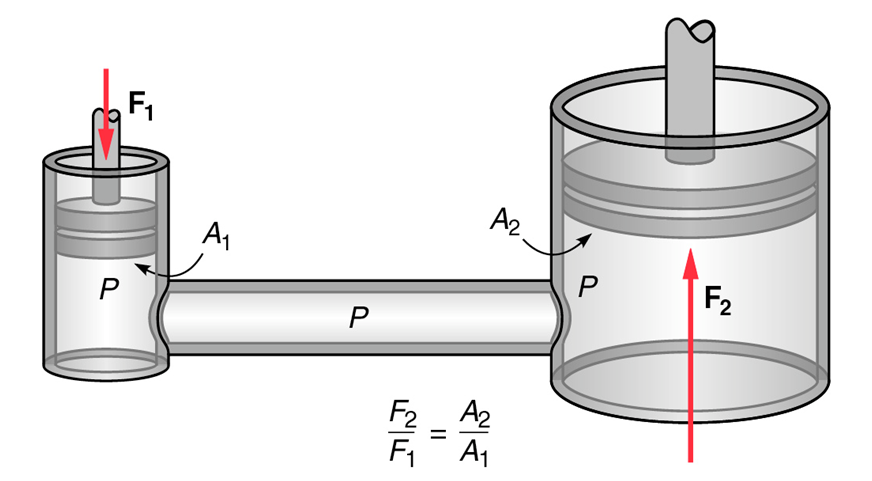 F₁
A₁
A₂
P
P
P
F₂
F₂/F₁ = A₂/A₁